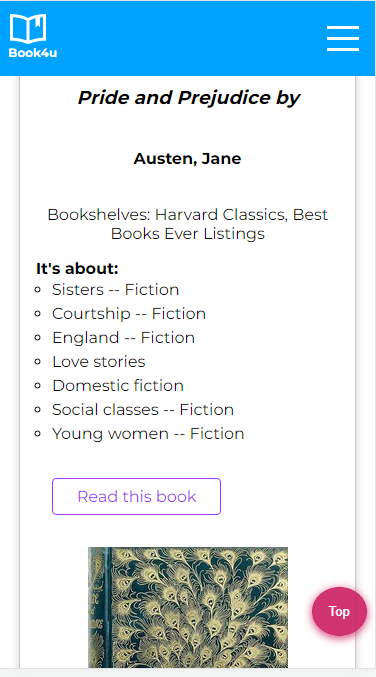 Book4u
Pride and Prejudice by
Austen, Jane
Bookshelves: Harvard Classics, Best
Books Ever Listings
It's about:
Sisters -- Fiction
Courtship -- Fiction
England -- Fiction
Love stories
Domestic fiction
Social classes -- Fiction
Young women -- Fiction
Read this book
Top